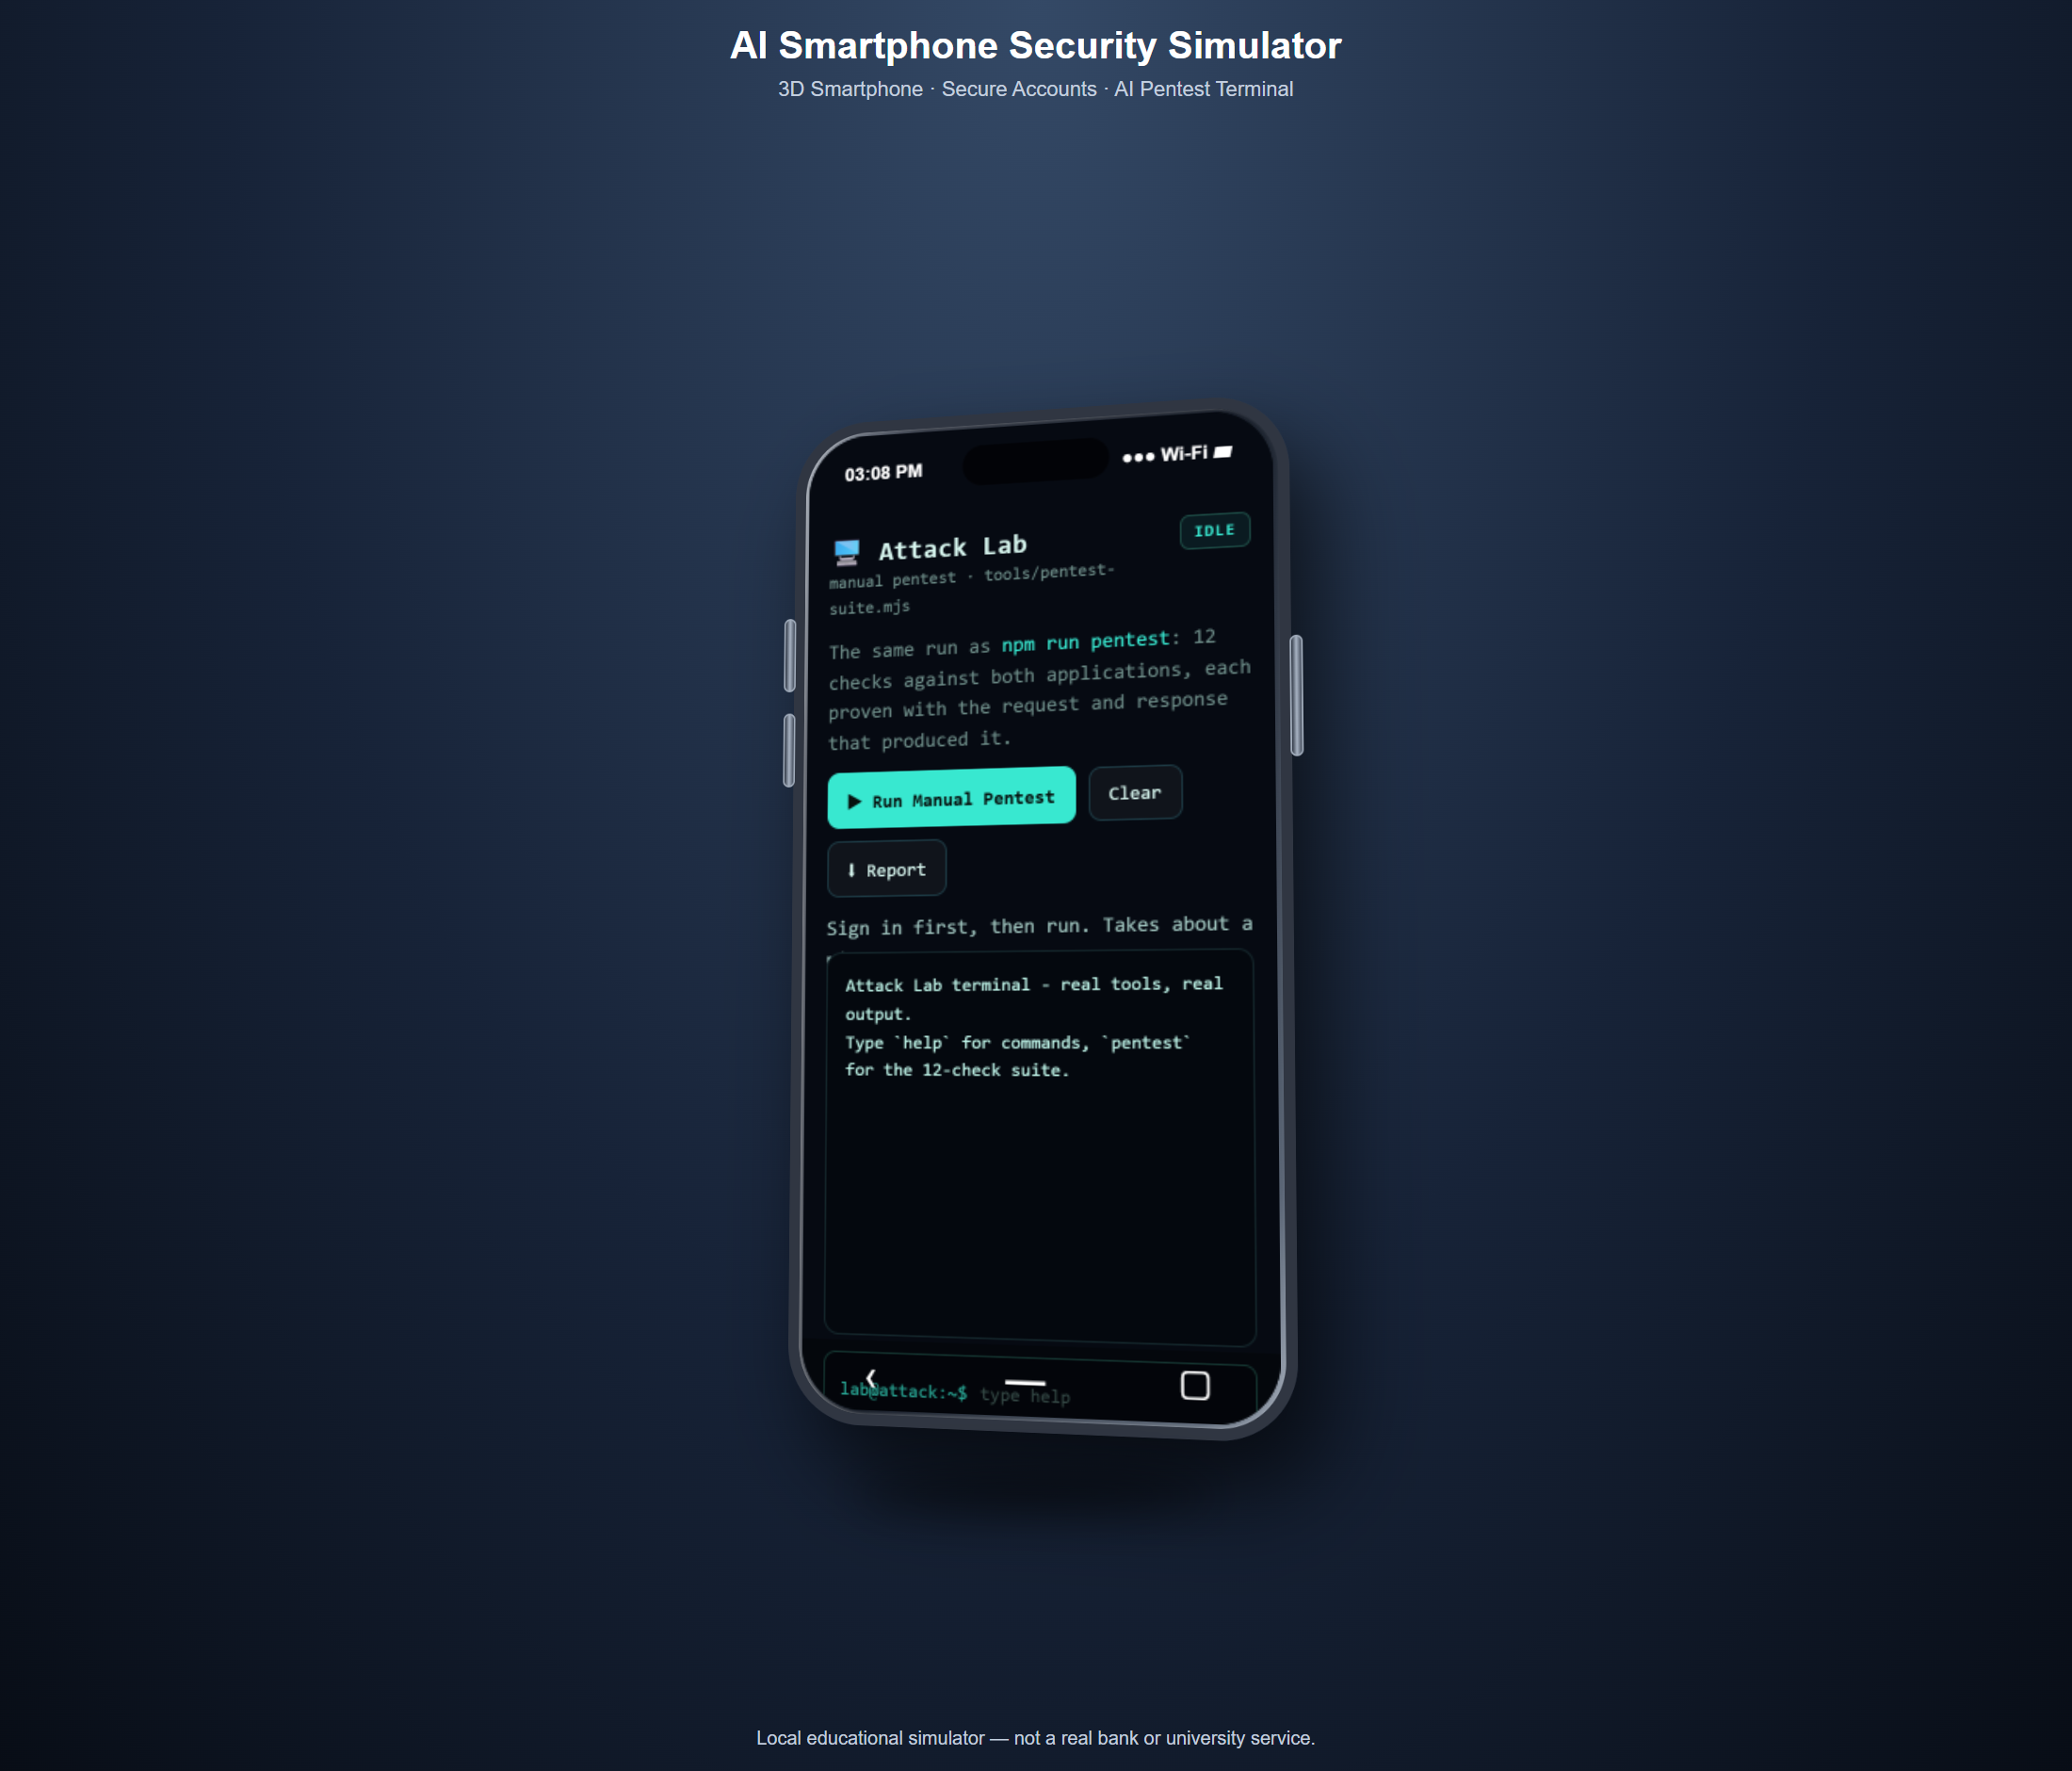 AI Smartphone Security Simulator
3D Smartphone · Secure Accounts · AI Pentest Terminal
03:08 PM
Wi-Fi
Attack Lab
IDLE
manual pentest · tools/pentest-
suite.mjs
The same run as npm run pentest: 12
checks against both applications, each
proven with the request and response
that produced it.
▶ Run Manual Pentest
Clear
⬇ Report
Sign in first, then run. Takes about a
Attack Lab terminal - real tools, real
output.
Type `help` for commands, `pentest`
for the 12-check suite.
lab@attack:~$ type help
Local educational simulator — not a real bank or university service.